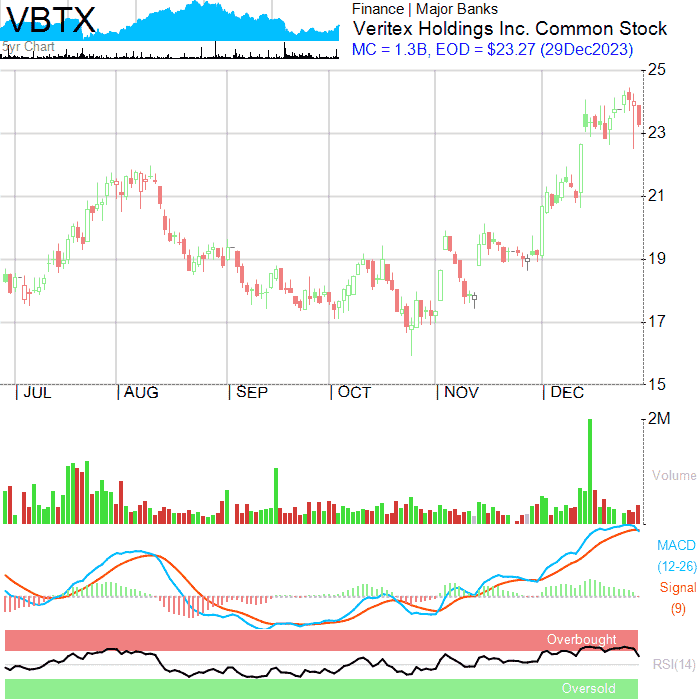 VBTX
5yr Chart
Finance | Major Banks
Veritex Holdings Inc. Common Stock
MC = 1.3B, EOD = $23.27 (29Dec2023)
25
23
21
19
17
15
JUL AUG SEP OCT NOV DEC
2M
Volume
MACD
(12-26)
Signal
(9)
Overbought
RSI(14)
Oversold